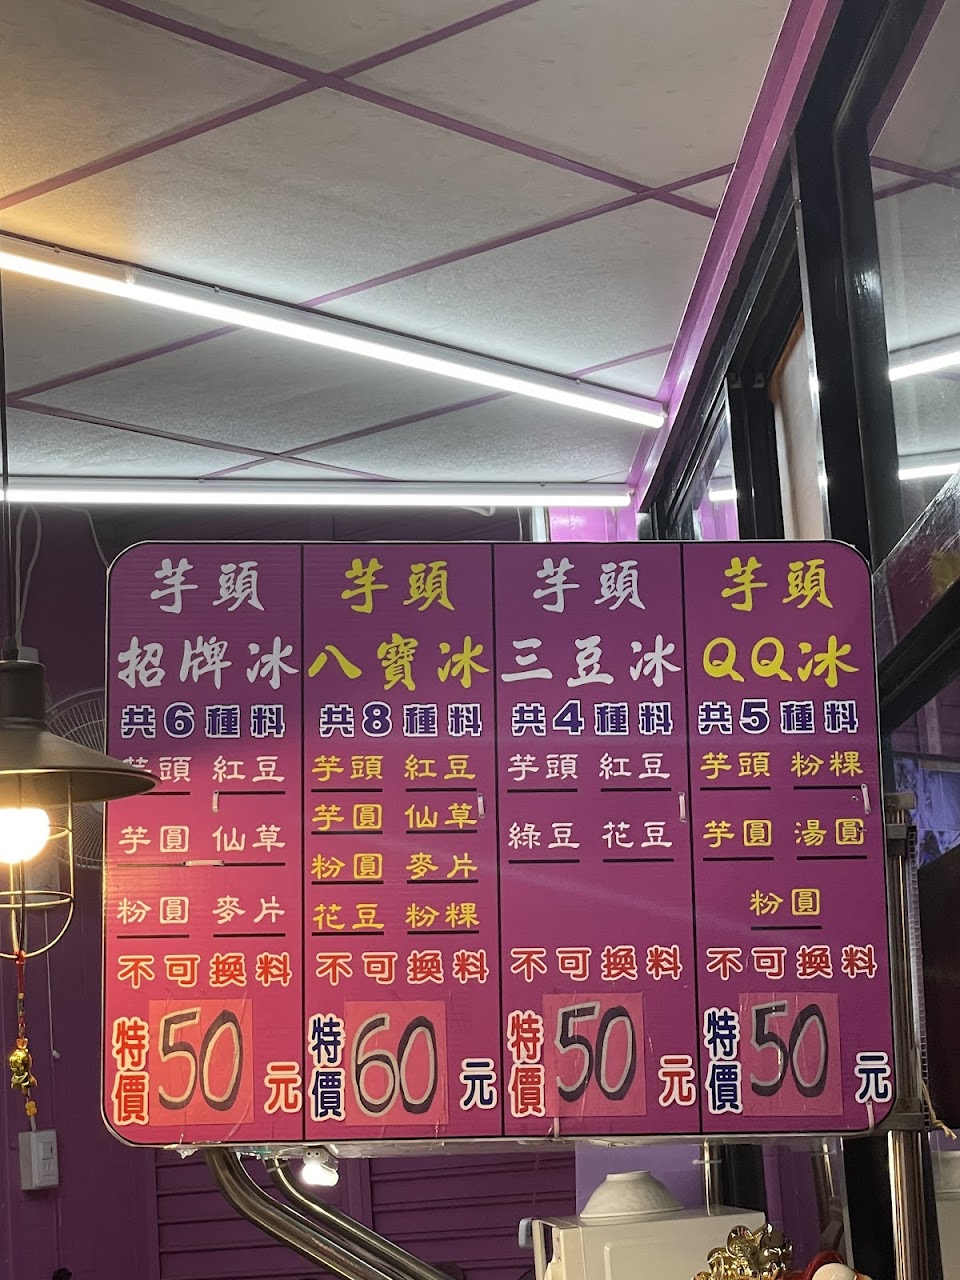 芋頭
招牌冰
共6種料
芋頭 紅豆
芋圓 仙草
粉圓 麥片
不可換料
特價50元
芋頭
八寶冰
共8種料
芋頭 紅豆
芋圓 仙草
粉圓 麥片
花豆 粉粿
不可換料
特價60元
芋頭
三豆冰
共4種料
芋頭 紅豆
綠豆 花豆
不可換料
特價50元
芋頭
QQ冰
共5種料
芋頭 粉粿
芋圓 湯圓
粉圓
不可換料
特價50元